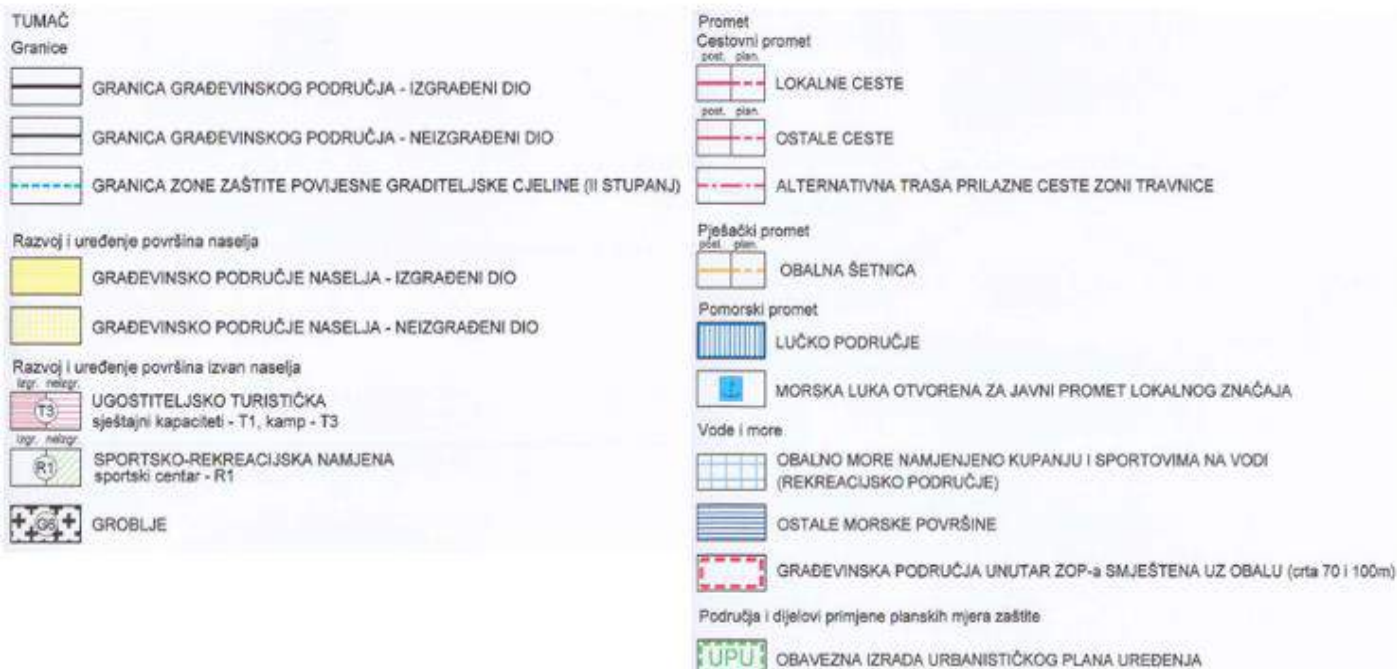 TUMAČ
Granice
GRANICA GRAĐEVINSKOG PODRUČJA - IZGRAĐENI DIO
GRANICA GRAĐEVINSKOG PODRUČJA - NEIZGRAĐENI DIO
GRANICA ZONE ZAŠTITE POVIJESNE GRADITELJSKE CJELINE (II STUPANJ)
Razvoj i uređenje površina naselja
GRAĐEVINSKO PODRUČJE NASELJA - IZGRAĐENI DIO
GRAĐEVINSKO PODRUČJE NASELJA - NEIZGRAĐENI DIO
Razvoj i uređenje površina izvan naselja
izgr. neizgr.
T3
UGOSTITELJSKO TURISTIČKA
sješтajni kapaciteti - T1, kamp - T3
izgr. neizgr.
R1
SPORTSKO-REKREACIJSKA NAMJENA
sportski centar - R1
G6
GROBLJE
Promet
Cestovni promet
post. plan.
LOKALNE CESTE
post. plan.
OSTALE CESTE
ALTERNATIVNA TRASA PRILAZNE CESTE ZONI TRAVNICE
Pješački promet
post. plan.
OBALNA ŠETNICA
Pomorski promet
LUČKO PODRUČJE
MORSKA LUKA OTVORENA ZA JAVNI PROMET LOKALNOG ZNAČAJA
Vode i more
OBALNO MORE NAMJENJENO KUPANJU I SPORTOVIMA NA VODI
(REKREACIJSKO PODRUČJE)
OSTALE MORSKE POVRŠINE
GRAĐEVINSKA PODRUČJA UNUTAR ZOP-a SMJEŠTENA UZ OBALU (crta 70 i 100m)
Područja i dijelovi primjene planskih mjera zaštite
UPU
OBAVEZNA IZRADA URBANISTIČKOG PLANA UREĐENJA